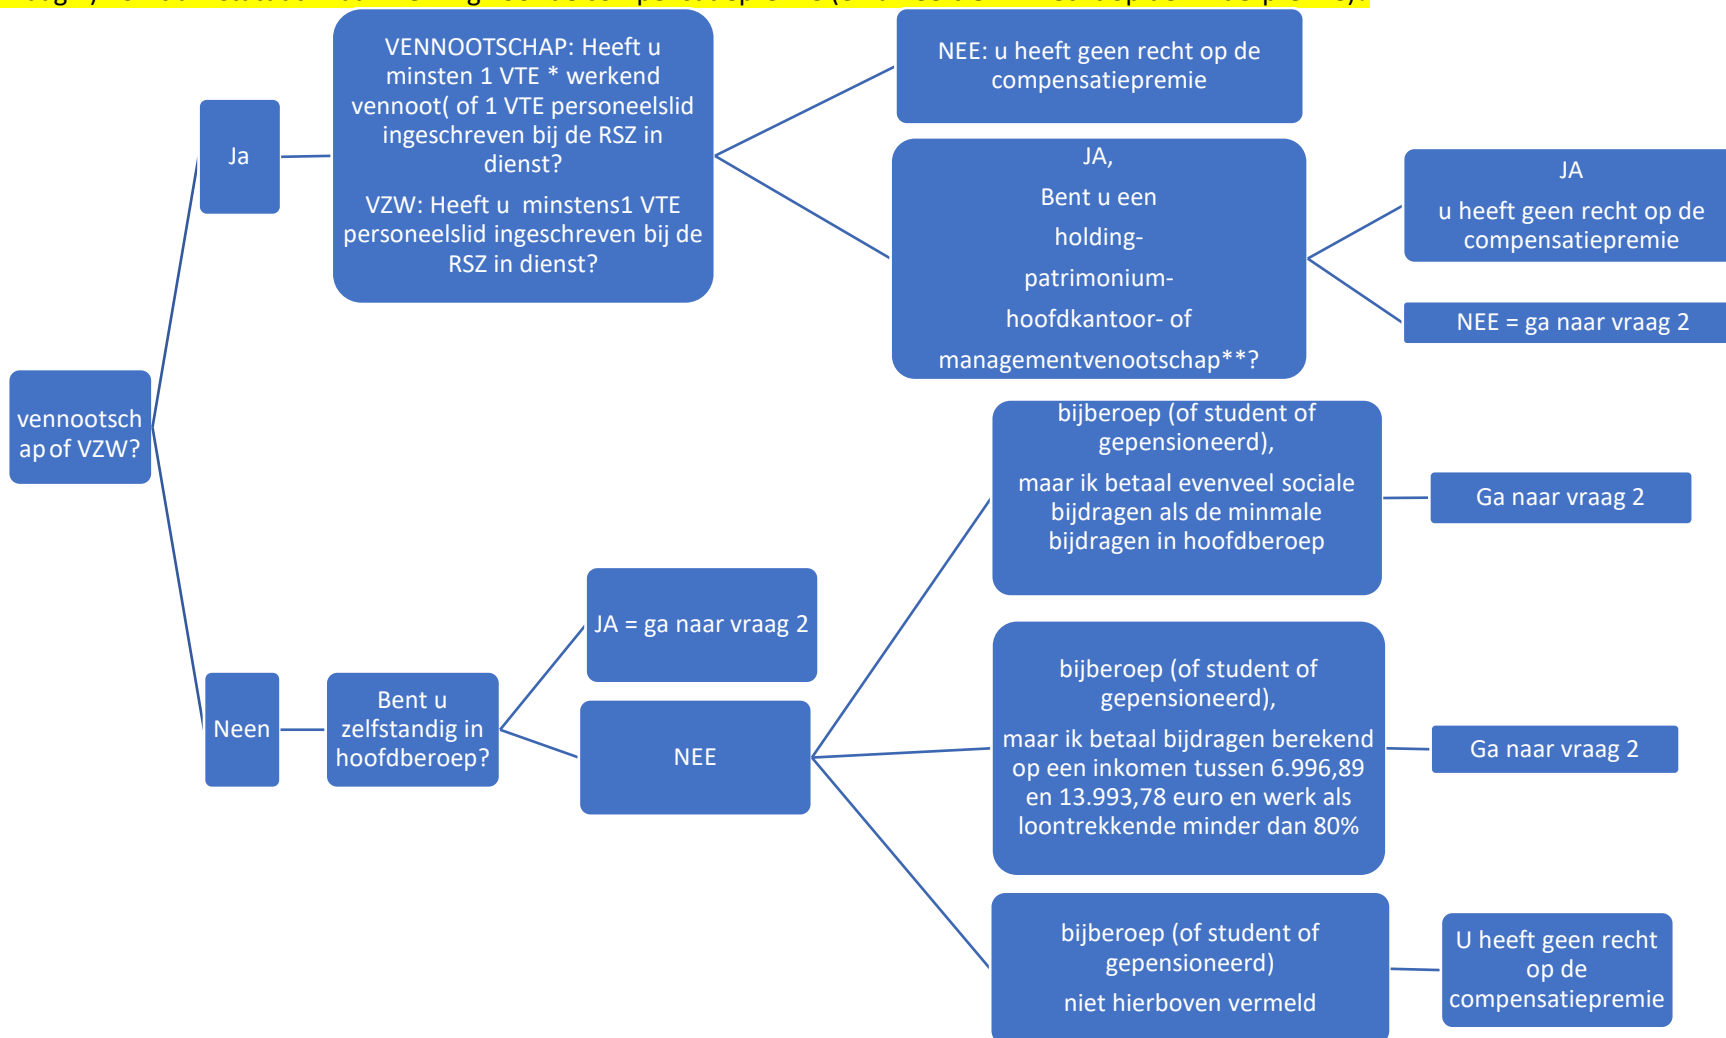 vennootsch
ap of VZW?
Ja
VENNOOTSCHAP: Heeft u
minsten 1 VTE * werkend
vennoot( of 1 VTE personeelslid
ingeschreven bij de RSZ in
dienst?
VZW: Heeft u minstens1 VTE
personeelslid ingeschreven bij de
RSZ in dienst?
NEE: u heeft geen recht op de
compensatiepremie
JA,
Bent u een
holding-
patrimonium-
hoofdkantoor- of
managementvenootschap**?
JA
u heeft geen recht op de
compensatiepremie
NEE = ga naar vraag 2
Neen
Bent u
zelfstandig in
hoofdberoep?
JA = ga naar vraag 2
NEE
bijberoep (of student of
gepensioneerd),
maar ik betaal evenveel sociale
bijdragen als de minmale
bijdragen in hoofdberoep
Ga naar vraag 2
bijberoep (of student of
gepensioneerd),
maar ik betaal bijdragen berekend
op een inkomen tussen 6.996,89
en 13.993,78 euro en werk als
loontrekkende minder dan 80%
Ga naar vraag 2
bijberoep (of student of
gepensioneerd)
niet hierboven vermeld
U heeft geen recht
op de
compensatiepremie